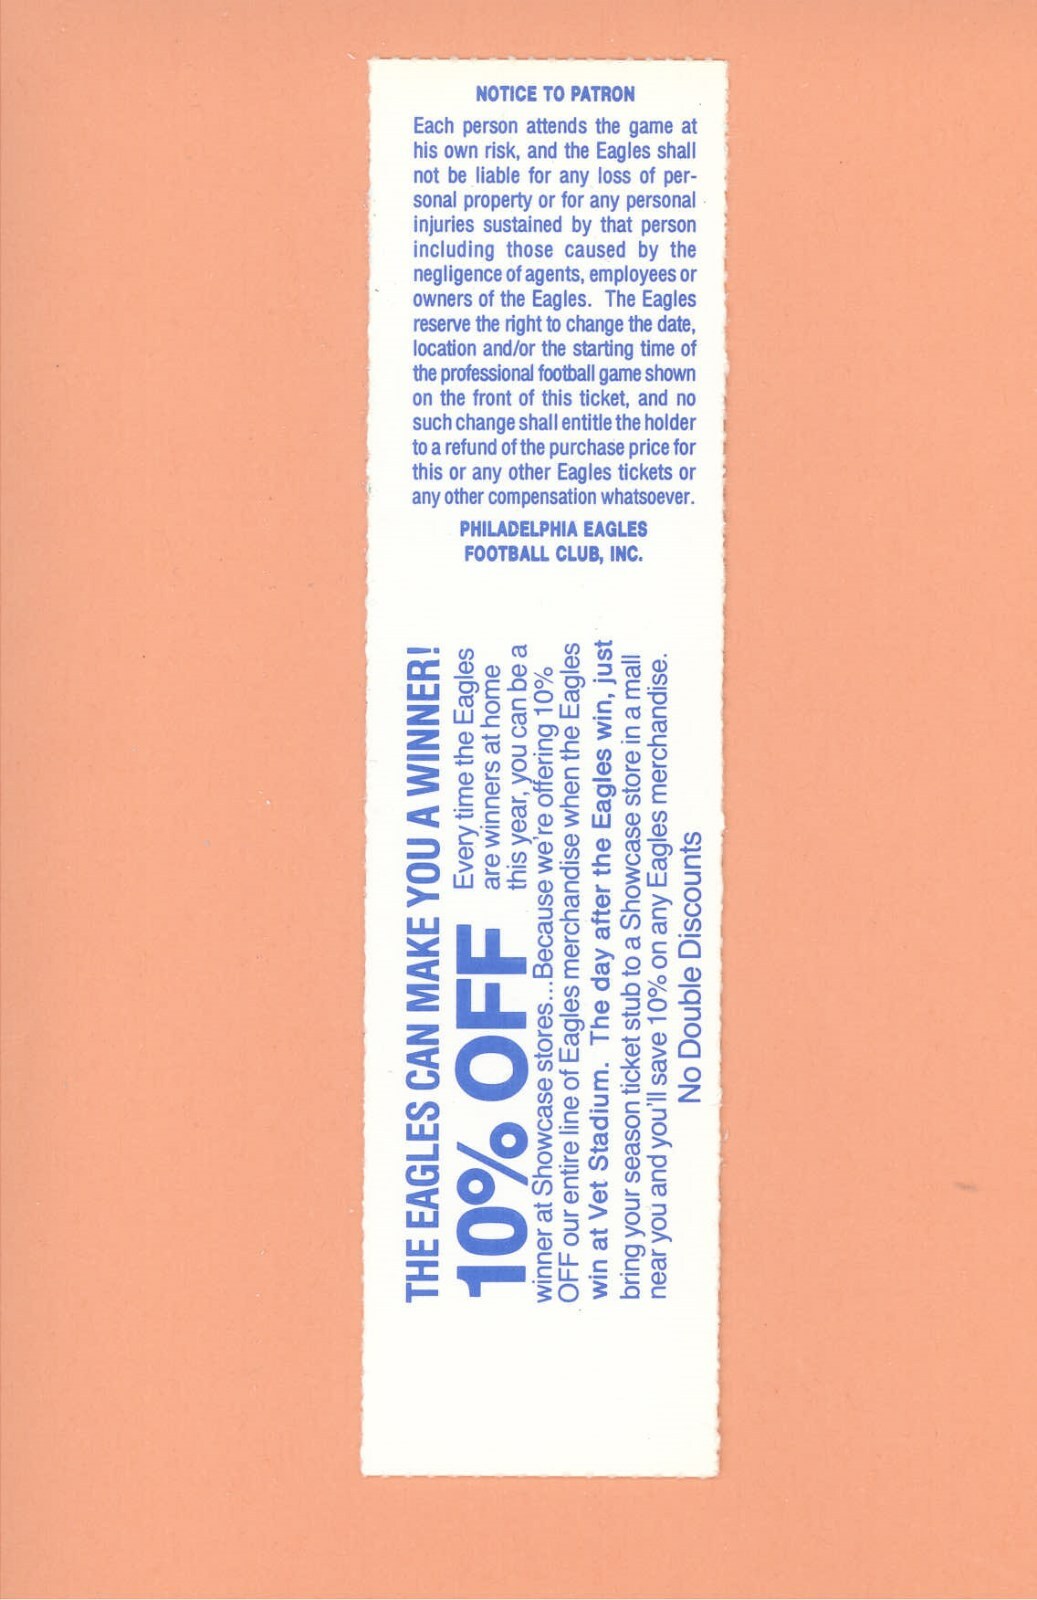 NOTICE TO PATRON
Each person attends the game at
his own risk, and the Eagles shall
not be liable for any loss of per-
sonal property or for any personal
injuries sustained by that person
including those caused by the
negligence of agents, employees or
owners of the Eagles. The Eagles
reserve the right to change the date,
location and/or the starting time of
the professional football game shown
on the front of this ticket, and no
such change shall entitle the holder
to a refund of the purchase price for
this or any other Eagles tickets or
any other compensation whatsoever.
PHILADELPHIA EAGLES
FOOTBALL CLUB, INC.
THE EAGLES CAN MAKE YOU A WINNER!
10% OFF
Every time the Eagles
are winners at home
this year, you can be a
winner at Showcase stores...Because we're offering 10%
OFF our entire line of Eagles merchandise when the Eagles
win at Vet Stadium. The day after the Eagles win, just
bring your season ticket stub to a Showcase store in a mall
near you and you'll save 10% on any Eagles merchandise.
No Double Discounts